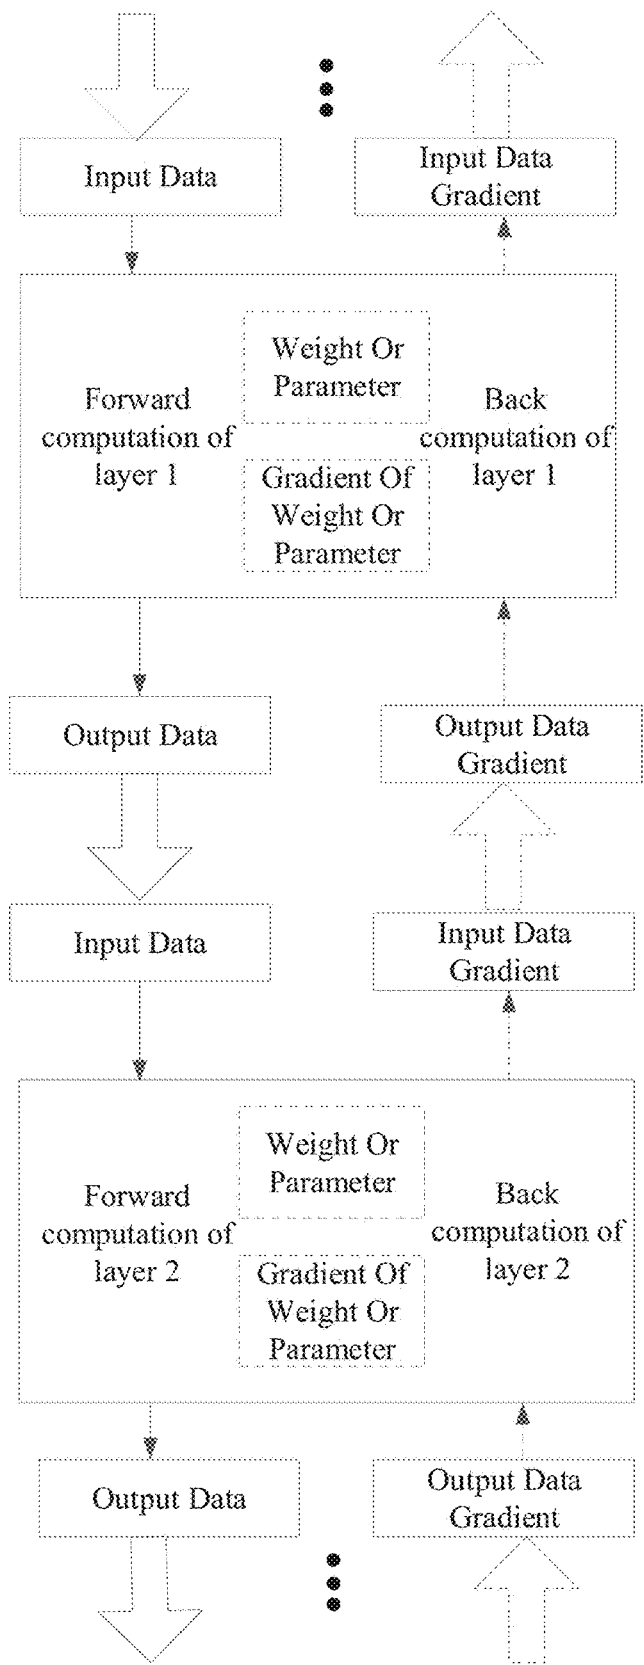 Input Data
Input Data
Gradient
Forward
computation of
layer 1
Weight Or
Parameter
Gradient Of
Weight Or
Parameter
Back
computation of
layer 1
Output Data
Output Data
Gradient
Input Data
Input Data
Gradient
Forward
computation of
layer 2
Weight Or
Parameter
Gradient Of
Weight Or
Parameter
Back
computation of
layer 2
Output Data
Output Data
Gradient